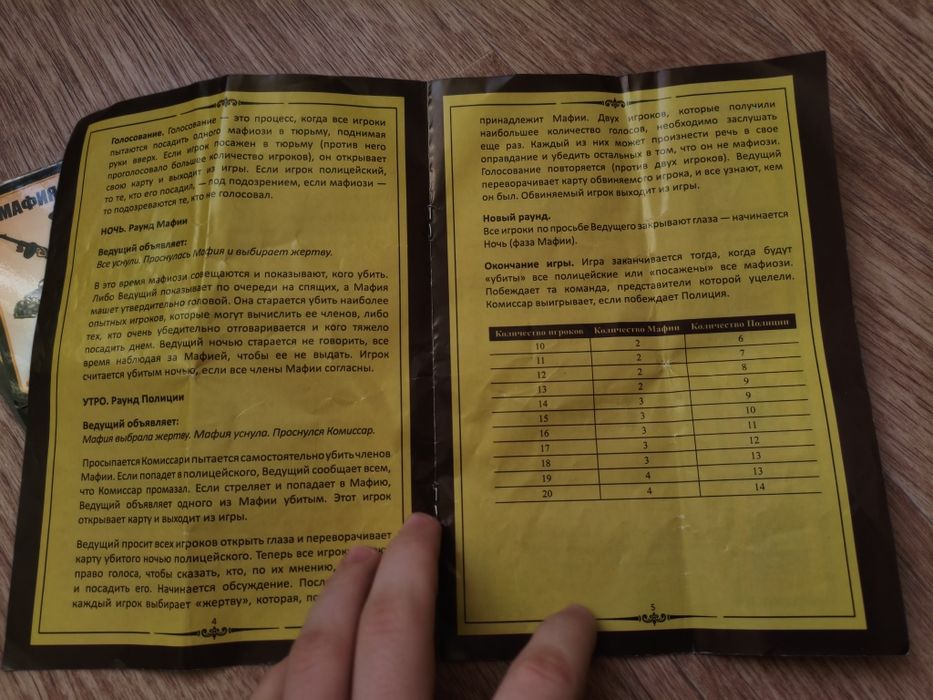 МАФИЯ
Голосование. Голосование — это процесс, когда все игроки
пытаются посадить одного мафиози в тюрьму, поднимая
руки вверх. Если игрок посажен в тюрьму (против него
проголосовало большее количество игроков), он открывает
свою карту и выходит из игры. Если игрок полицейский,
то те, кто его посадил, — под подозрением, если мафиози —
то подозреваются те, кто не голосовал.
НОЧЬ. Раунд Мафии
Ведущий объявляет:
Все уснули. Проснулась Мафия и выбирает жертву.
В это время мафиози совещаются и показывают, кого убить.
Либо Ведущий показывает по очереди на спящих, а Мафия
машет утвердительно головой. Она старается убить наиболее
опытных игроков, которые могут вычислить ее членов, либо
тех, кто очень убедительно отговаривается и кого тяжело
посадить днем. Ведущий ночью старается не говорить, все
время наблюдая за Мафией, чтобы ее не выдать. Игрок
считается убитым ночью, если все члены Мафии согласны.
УТРО. Раунд Полиции
Ведущий объявляет:
Мафия выбрала жертву. Мафия уснула. Проснулся Комиссар.
Просыпается Комиссар и пытается самостоятельно убить членов
Мафии. Если попадет в полицейского, Ведущий сообщает всем,
что Комиссар промазал. Если стреляет и попадает в Мафию,
Ведущий объявляет одного из Мафии убитым. Этот игрок
открывает карту и выходит из игры.
Ведущий просит всех игроков открыть глаза и переворачивает
карту убитого ночью полицейского. Теперь все
право голоса, чтобы сказать, кто, по их мнению,
и посадить его. Начинается обсуждение.
каждый игрок выбирает «жертву», которая,
4
принадлежит Мафии. Двух игроков, которые получили
наибольшее количество голосов, необходимо заслушать
еще раз. Каждый из них может произнести речь в свое
оправдание и убедить остальных в том, что он не мафиози.
Голосование повторяется (против двух игроков). Ведущий
переворачивает карту обвиняемого игрока, и все узнают, кем
он был. Обвиняемый игрок выходит из игры.
Новый раунд.
Все игроки по просьбе Ведущего закрывают глаза — начинается
Ночь (фаза Мафии).
Окончание игры. Игра заканчивается тогда, когда будут
"убиты" все полицейские или «посажены» все мафиози.
Побеждает та команда, представители которой уцелели.
Комиссар выигрывает, если побеждает Полиция.
Количество игроков Количество Мафии Количество Полиции
10 2 6
11 2 7
12 2 8
13 2 9
14 3 9
15 3 10
16 3 11
17 3 12
18 3 13
19 4 13
20 4 14
5